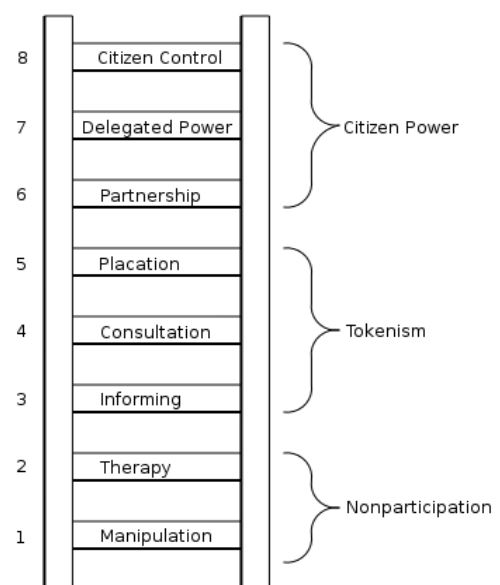 8 Citizen Control
7 Delegated Power
Citizen Power
6 Partnership
5 Placation
4 Consultation
Tokenism
3 Informing
2 Therapy
Nonparticipation
1 Manipulation